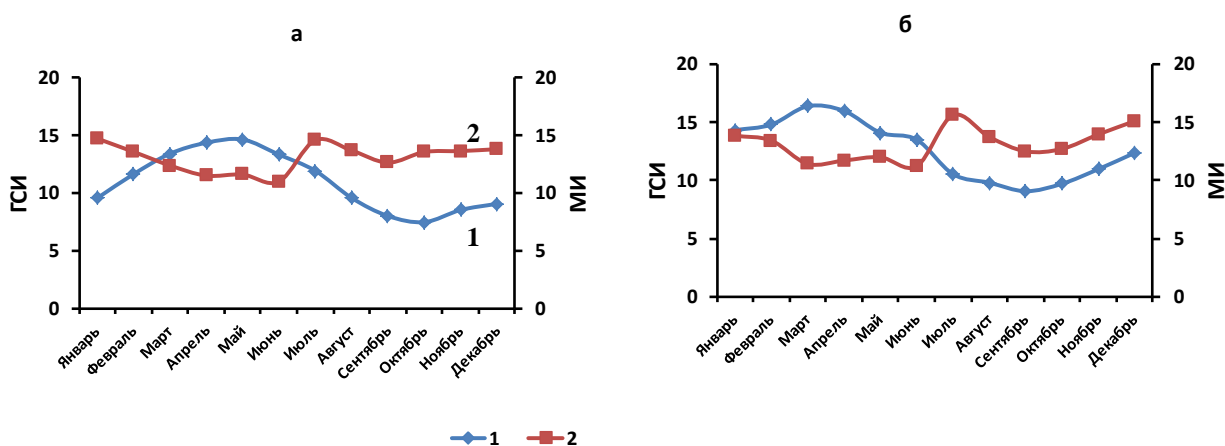 а
20
15
10
5
0
ГСИ
20
15
10
5
0
МИ
2
1
Январь
Февраль
Март
Апрель
Май
Июнь
Июль
Август
Сентябрь
Октябрь
Ноябрь
Декабрь
б
20
15
10
5
0
ГСИ
20
15
10
5
0
МИ
Январь
Февраль
Март
Апрель
Май
Июнь
Июль
Август
Сентябрь
Октябрь
Ноябрь
Декабрь
1 2